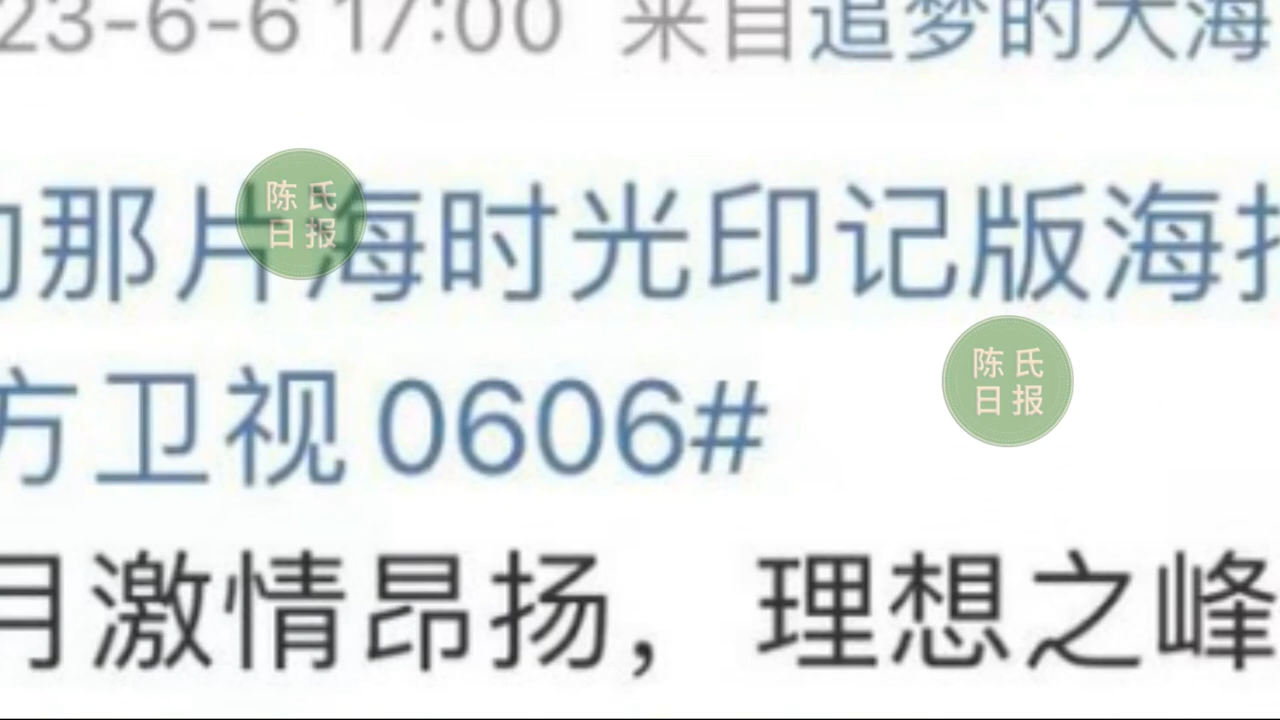 23-6-6 17:00 来自追梦的大海
那片海时光印记版海
方卫视 0606#
月激情昂扬，理想之峰
陈氏
日报
陈氏
日报